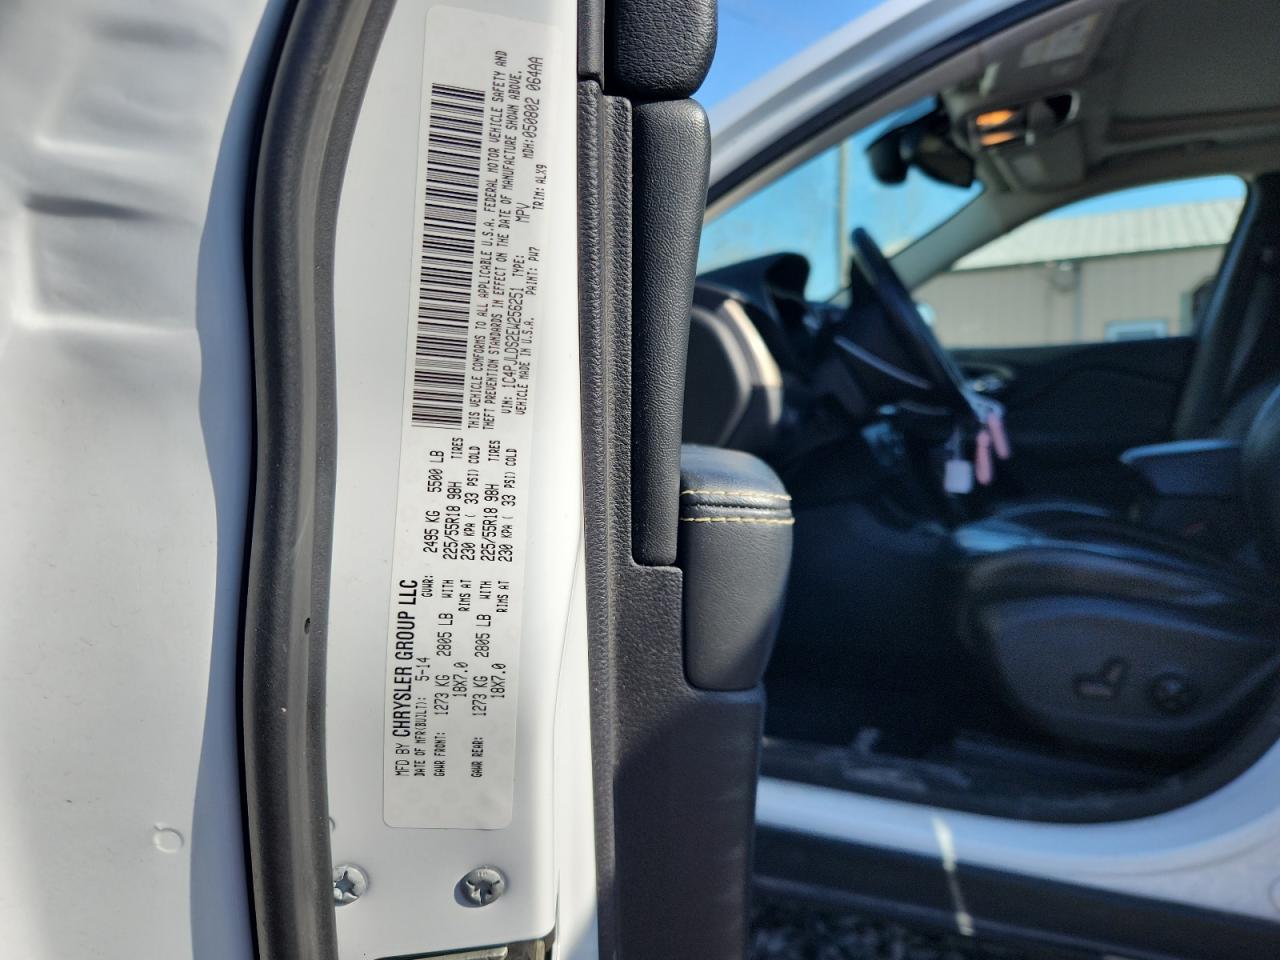 MFD BY CHRYSLER GROUP LLC
DATE OF MFR(BUILT): 5-14 GVWR: 2495 KG 5500 LB
GAWR FRONT: 1273 KG 2805 LB WITH 225/55R18 98H TIRES
18X7.0 RIMS AT 230 KPA ( 33 PSI) COLD
GAWR REAR: 1273 KG 2805 LB WITH 225/55R18 98H TIRES
18X7.0 RIMS AT 230 KPA ( 33 PSI) COLD
THIS VEHICLE CONFORMS TO ALL APPLICABLE U.S.A. FEDERAL MOTOR VEHICLE SAFETY AND
THEFT PREVENTION STANDARDS IN EFFECT ON THE DATE OF MANUFACTURE SHOWN ABOVE.
VIN: 1C4PJLDS2EW256251 TYPE: MPV MDH:050802 064AA
VEHICLE MADE IN U.S.A. PAINT: PW7 TRIM: ALX9